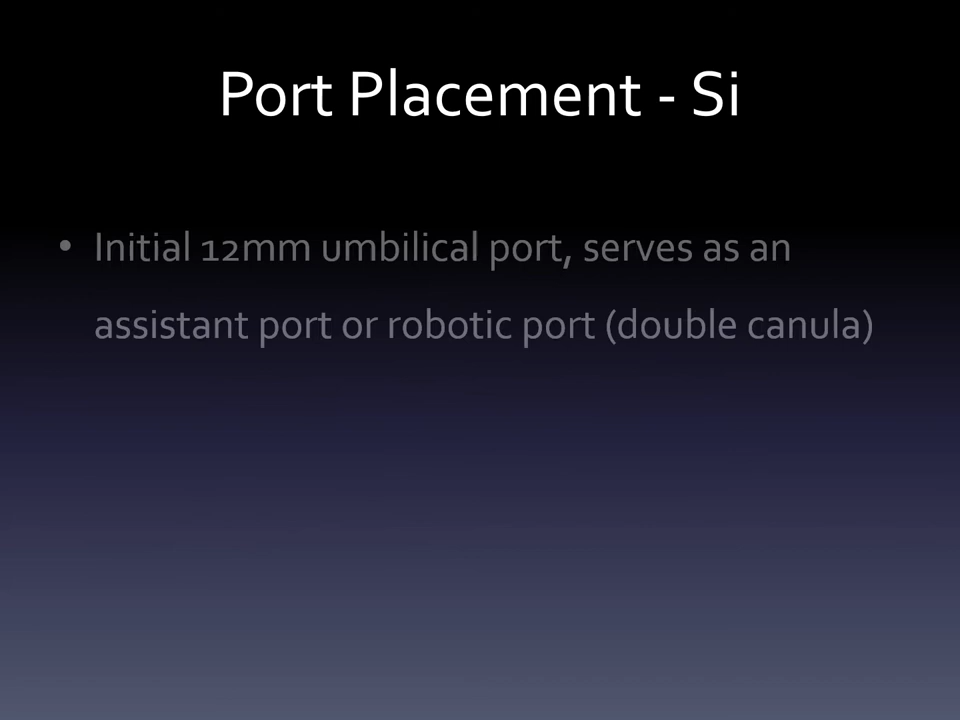 Port Placement - Si
• Initial 12mm umbilical port, serves as an
assistant port or robotic port (double canula)